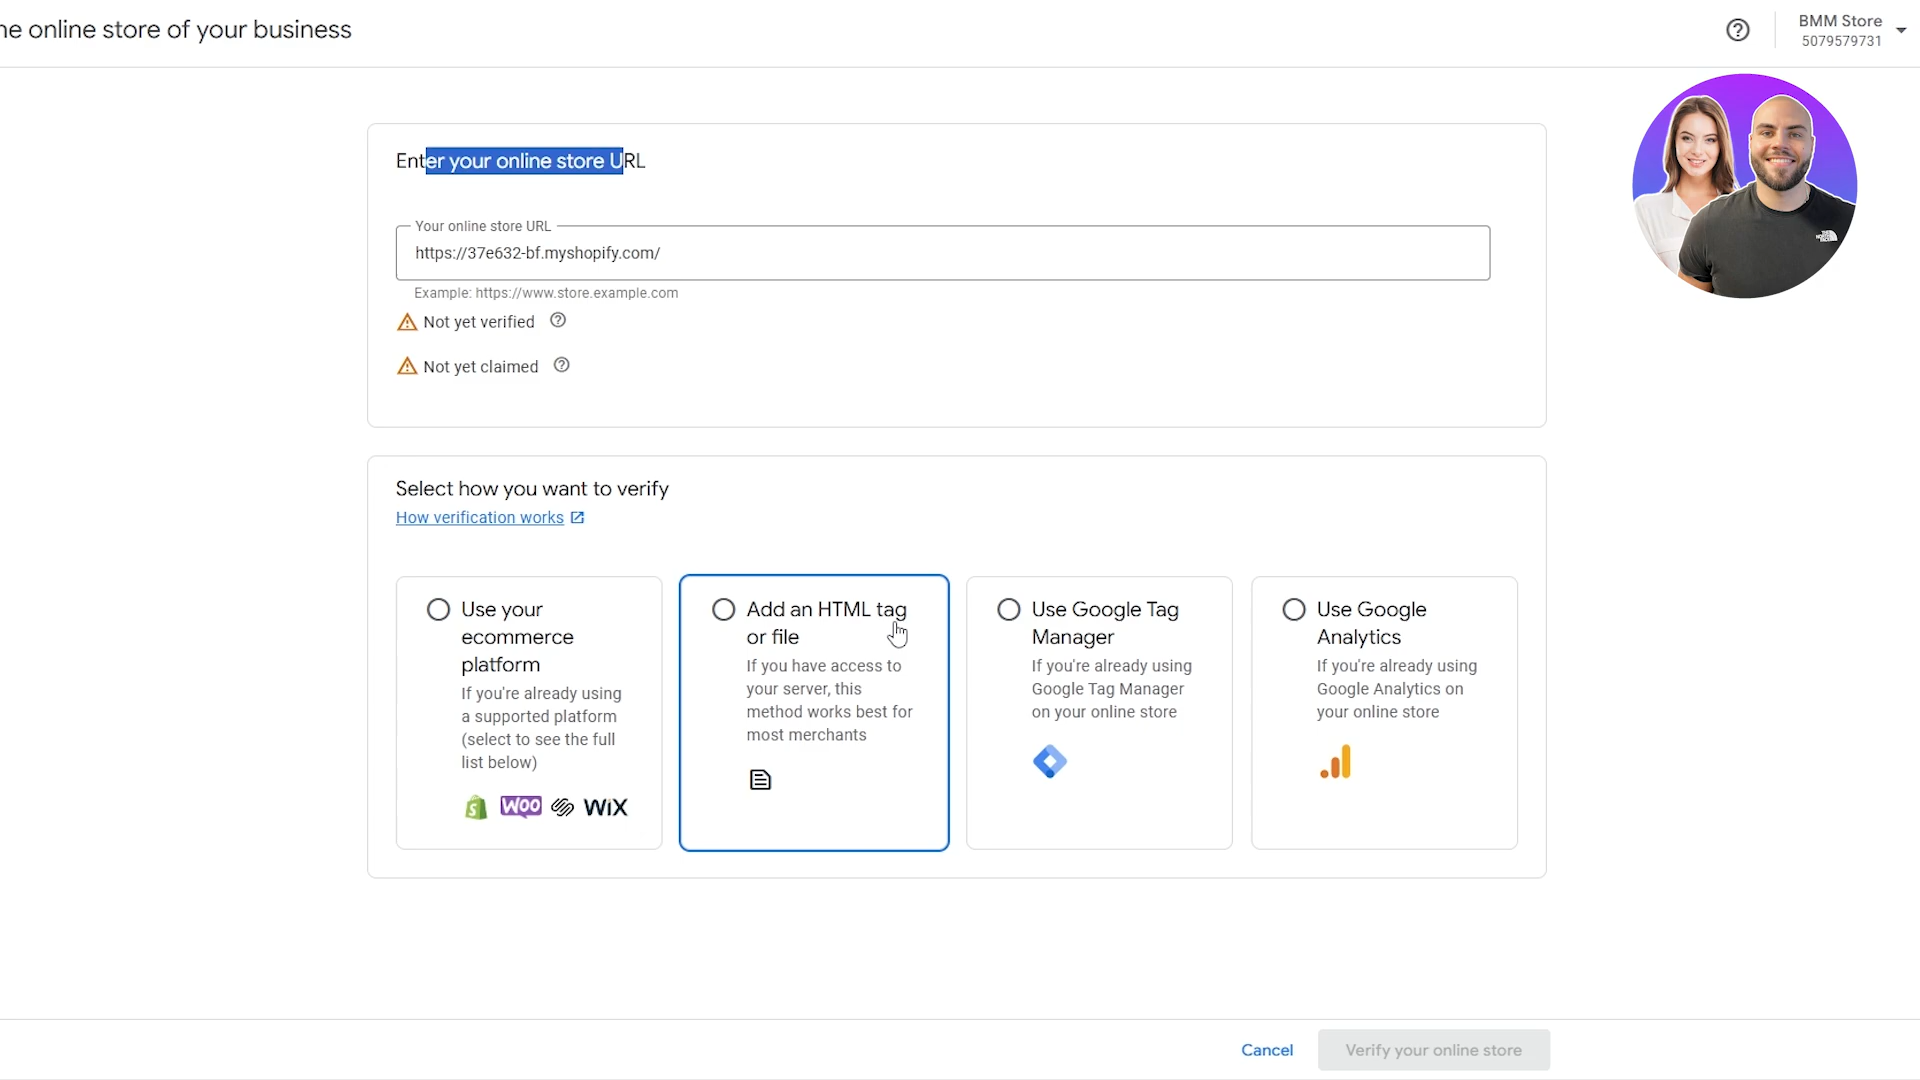 ne online store of your business
BMM Store
5079579731
Enter your online store URL
Your online store URL
https://37e632-bf.myshopify.com/
Example: https://www.store.example.com
Not yet verified
Not yet claimed
Select how you want to verify
How verification works
Use your
ecommerce
platform
If you're already using
a supported platform
(select to see the full
list below)
WOO
WiX
Add an HTML tag
or file
If you have access to
your server, this
method works best for
most merchants
Use Google Tag
Manager
If you're already using
Google Tag Manager
on your online store
Use Google
Analytics
If you're already using
Google Analytics on
your online store
Cancel
Verify your online store